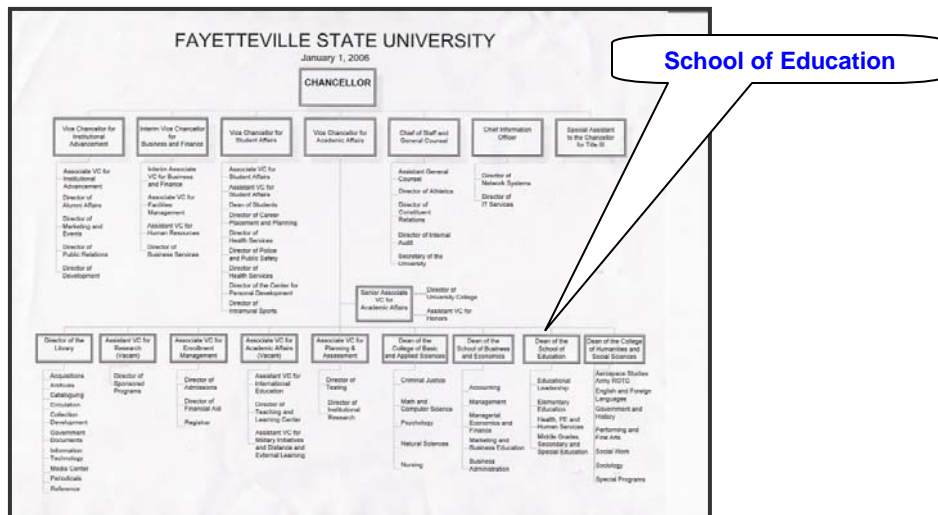 FAYETTEVILLE STATE UNIVERSITY
January 1, 2006
School of Education
CHANCELLOR
Vice Chancellor for
Institutional
Advancement
Associate VC for
Institutional
Advancement
Director of
Alumni Affairs
Director of
Marketing and
Events
Director of
Public Relations
Director of
Development
Interim Vice Chancellor
for
Business and Finance
Interim Associate
VC for Business
and Finance
Associate VC for
Facilities
Management
Assistant VC for
Human Resources
Director of
Business Services
Vice Chancellor for
Student Affairs
Associate VC for
Student Affairs
Assistant VC for
Student Affairs
Dean of Students
Director of Career
Placement and Planning
Director of
Health Services
Director of Police
and Public Safety
Director of
Health Services
Director of the Center for
Personal Development
Director of
Intramural Sports
Vice Chancellor for
Academic Affairs
Chief of Staff and
General Counsel
Assistant General
Counsel
Director of Athletics
Director of
Constituent
Relations
Director of Internal
Audit
Secretary of the
University
Chief Information
Officer
Director of
Network Systems
Director of
IT Services
Special Assistant
to the Chancellor
for Title III
Senior Associate
VC for
Academic Affairs
Director of
University College
Assistant VC for
Honors
Director of the
Library
Acquisitions
Archives
Cataloguing
Circulation
Collection
Development
Government
Documents
Information
Technology
Media Center
Periodicals
Reference
Assistant VC for
Research
(Vacant)
Director of
Sponsored
Programs
Associate VC for
Enrollment
Management
Director of
Admissions
Director of
Financial Aid
Registrar
Associate VC for
Academic Affairs
(Vacant)
Assistant VC for
International
Education
Director of
Teaching and
Learning Center
Assistant VC for
Military Initiatives
and Distance and
External Learning
Associate VC for
Planning &
Assessment
Director of
Testing
Director of
Institutional
Research
Dean of the
College of Basic
and Applied Sciences
Criminal Justice
Math and
Computer Science
Psychology
Natural Sciences
Nursing
Dean of the
School of Business
and Economics
Accounting
Management
Managerial
Economics and
Finance
Marketing and
Business Education
Business
Administration
Dean of the
School of
Education
Educational
Leadership
Elementary
Education
Health, PE and
Human Services
Middle Grades,
Secondary and
Special Education
Dean of the College
of Humanities and
Social Sciences
Aerospace Studies
Army ROTC
English and Foreign
Languages
Government and
History
Performing and
Fine Arts
Social Work
Sociology
Special Programs